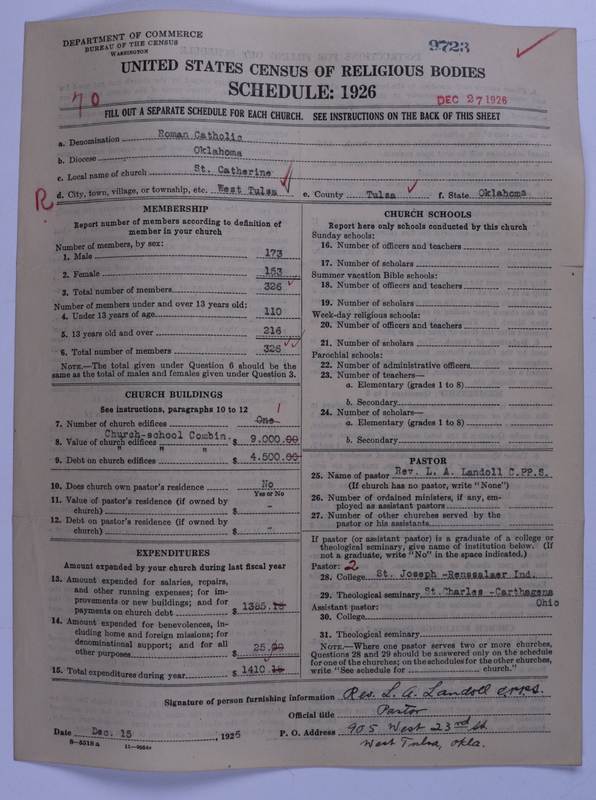 DEPARTMENT OF COMMERCE
BUREAU OF THE CENSUS
WASHINGTON
9723
UNITED STATES CENSUS OF RELIGIOUS BODIES
SCHEDULE: 1926
70
DEC 27 1926
FILL OUT A SEPARATE SCHEDULE FOR EACH CHURCH. SEE INSTRUCTIONS ON THE BACK OF THIS SHEET
a. Denomination Roman Catholic
b. Diocese Oklahoma
c. Local name of church St. Catherine
R d. City, town, village, or township, etc. West Tulsa e. County Tulsa f. State Oklahoma
MEMBERSHIP
Report number of members according to definition of
member in your church
Number of members, by sex:
1. Male 173
2. Female 153
3. Total number of members 326
Number of members under and over 13 years old:
4. Under 13 years of age 110
5. 13 years old and over 216
6. Total number of members 326
NOTE.—The total given under Question 6 should be the
same as the total of males and females given under Question 3.
CHURCH BUILDINGS
See instructions, paragraphs 10 to 12
7. Number of church edifices One 1
Church-school Combin.
8. Value of church edifices $ 9.000.00
" " "
9. Debt on church edifices $ 4.500.00
10. Does church own pastor's residence No
Yes or No
11. Value of pastor's residence (if owned by
church) $ -
12. Debt on pastor's residence (if owned by
church) $ -
EXPENDITURES
Amount expended by your church during last fiscal year
13. Amount expended for salaries, repairs,
and other running expenses; for im-
provements or new buildings; and for
payments on church debt $ 1385.15
14. Amount expended for benevolences, in-
cluding home and foreign missions; for
denominational support; and for all
other purposes $ 25.00
15. Total expenditures during year $ 1410.15
CHURCH SCHOOLS
Report here only schools conducted by this church
Sunday schools:
16. Number of officers and teachers
17. Number of scholars
Summer vacation Bible schools:
18. Number of officers and teachers
19. Number of scholars
Week-day religious schools:
20. Number of officers and teachers
21. Number of scholars
Parochial schools:
22. Number of administrative officers
23. Number of teachers—
a. Elementary (grades 1 to 8)
b. Secondary
24. Number of scholars—
a. Elementary (grades 1 to 8)
b. Secondary
PASTOR
25. Name of pastor Rev. L. A. Landoll C.PP.S.
(If church has no pastor, write "None")
26. Number of ordained ministers, if any, em-
ployed as assistant pastors
27. Number of other churches served by the
pastor or his assistants
If pastor (or assistant pastor) is a graduate of a college or
theological seminary, give name of institution below. (If
not a graduate, write "No" in the space indicated.)
Pastor: 2
28. College St. Joseph -Renssalaer Ind.
29. Theological seminary St.Charles -Carthagena
Ohio
Assistant pastor:
30. College
31. Theological seminary
NOTE.—Where one pastor serves two or more churches,
Questions 28 and 29 should be answered only on the schedule
for one of the churches; on the schedules for the other churches,
write "See schedule for church."
Signature of person furnishing information Rev. L. A. Landoll cpps.
Official title Pastor
Date Dec. 15, 1926 P. O. Address 905 West 23rd St
West Tulsa, Okla.
8—5518a 11—9664a